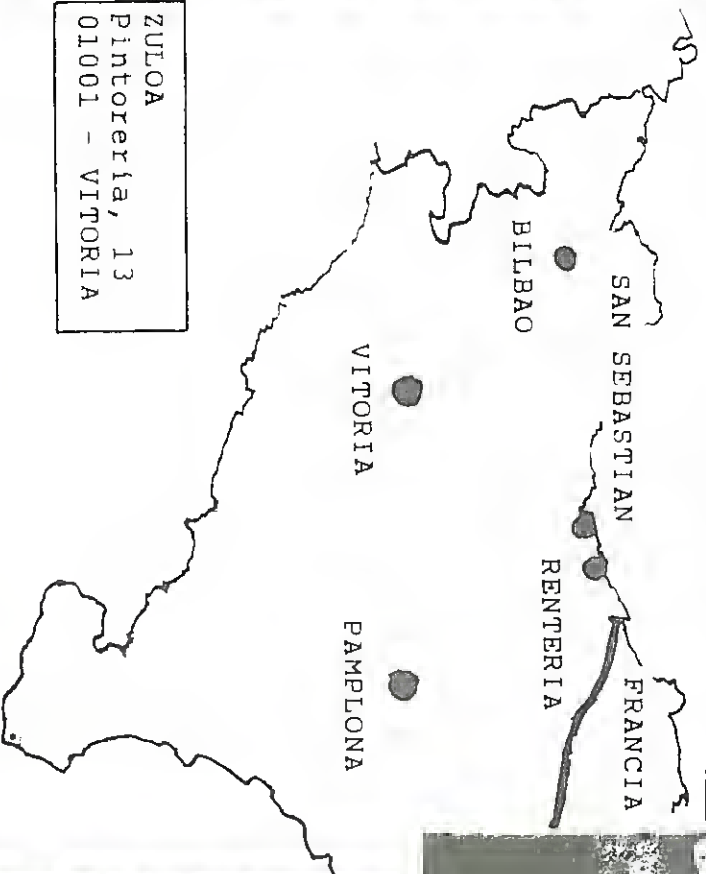 SAN SEBASTIAN
FRANCIA
BILBAO
RENTERIA
VITORIA
PAMPLONA
ZULOA
Pintorería, 13
01001 - VITORIA